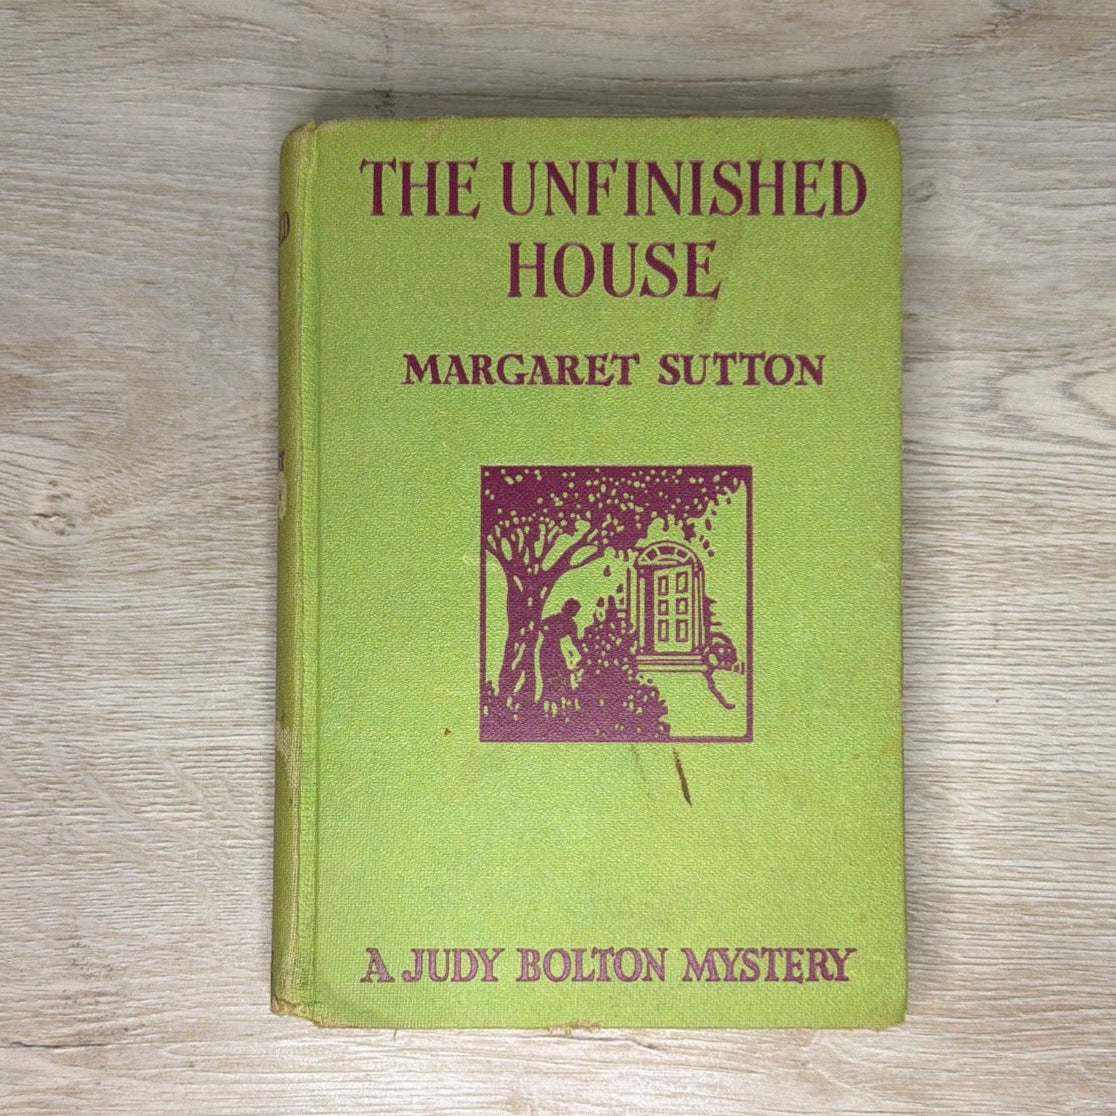 THE UNFINISHED
HOUSE
MARGARET SUTTON
A JUDY BOLTON MYSTERY